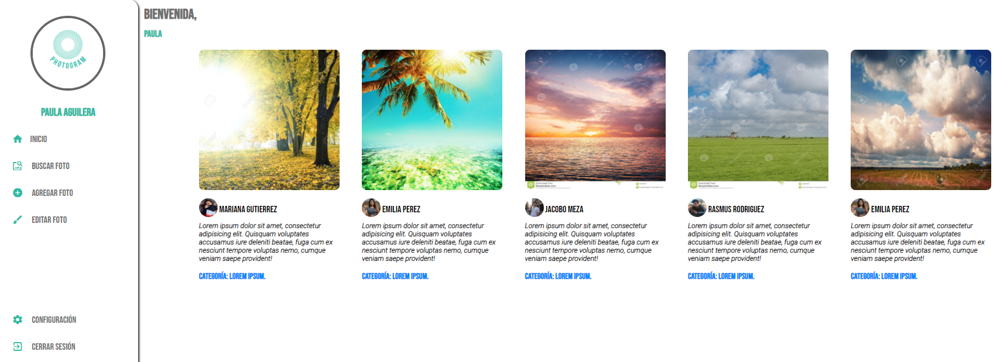 BIENVENIDA,
PAULA
PHOTOGRAM
PAULA AGUILERA
INICIO
BUSCAR FOTO
AGREGAR FOTO
EDITAR FOTO
CONFIGURACIÓN
CERRAR SESIÓN
MARIANA GUTIERREZ
Lorem ipsum dolor sit amet, consectetur
adipisicing elit. Quisquam voluptates
accusamus iure deleniti beatae, fuga cum ex
nesciunt tempore voluptas nemo, cumque
veniam saepe provident!
CATEGORÍA: LOREM IPSUM.
EMILIA PEREZ
Lorem ipsum dolor sit amet, consectetur
adipisicing elit. Quisquam voluptates
accusamus iure deleniti beatae, fuga cum ex
nesciunt tempore voluptas nemo, cumque
veniam saepe provident!
CATEGORÍA: LOREM IPSUM.
JACOBO MEZA
Lorem ipsum dolor sit amet, consectetur
adipisicing elit. Quisquam voluptates
accusamus iure deleniti beatae, fuga cum ex
nesciunt tempore voluptas nemo, cumque
veniam saepe provident!
CATEGORÍA: LOREM IPSUM.
RASMUS RODRIGUEZ
Lorem ipsum dolor sit amet, consectetur
adipisicing elit. Quisquam voluptates
accusamus iure deleniti beatae, fuga cum ex
nesciunt tempore voluptas nemo, cumque
veniam saepe provident!
CATEGORÍA: LOREM IPSUM.
EMILIA PEREZ
Lorem ipsum dolor sit amet, consectetur
adipisicing elit. Quisquam voluptates
accusamus iure deleniti beatae, fuga cum ex
nesciunt tempore voluptas nemo, cumque
veniam saepe provident!
CATEGORÍA: LOREM IPSUM.